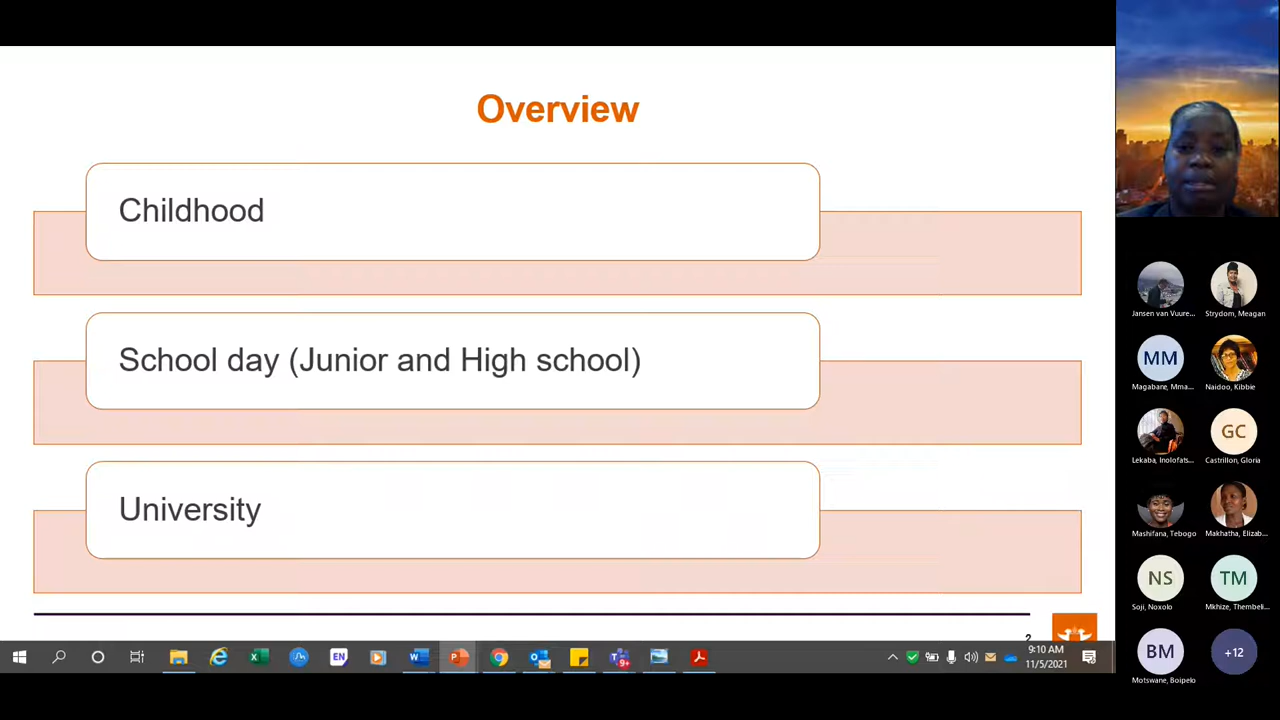 Overview
Childhood
School day (Junior and High school)
University
2
9:10 AM
11/5/2021
EN
Jansen van Vuure...
Strydom, Meagan
MM
Magabane, Mma...
Naidoo, Kibbie
GC
Lekaba, Inolofats...
Castrillon, Gloria
Mashifana, Tebogo
Makhatha, Elizab...
NS
TM
Soji, Noxolo
Mkhize, Thembeli...
BM
+12
Motswane, Boipelo